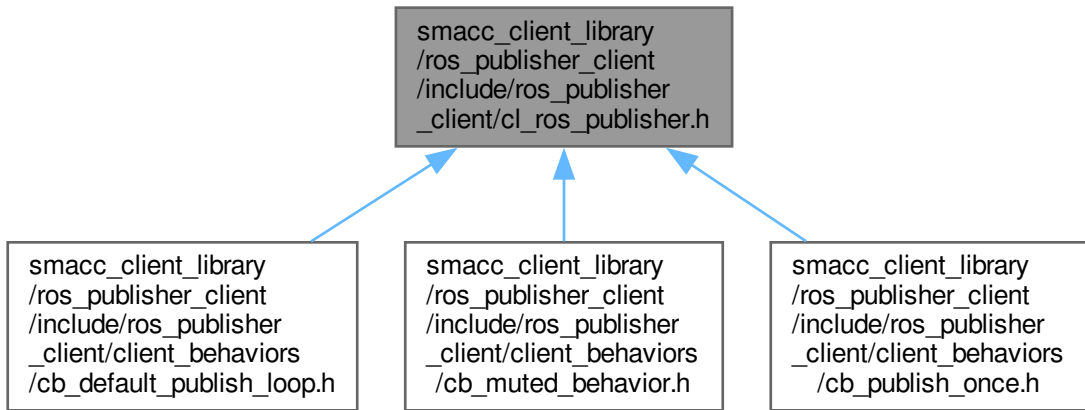 smacc_client_library
/ros_publisher_client
/include/ros_publisher
_client/cl_ros_publisher.h
smacc_client_library
/ros_publisher_client
/include/ros_publisher
_client/client_behaviors
/cb_default_publish_loop.h
smacc_client_library
/ros_publisher_client
/include/ros_publisher
_client/client_behaviors
/cb_muted_behavior.h
smacc_client_library
/ros_publisher_client
/include/ros_publisher
_client/client_behaviors
/cb_publish_once.h